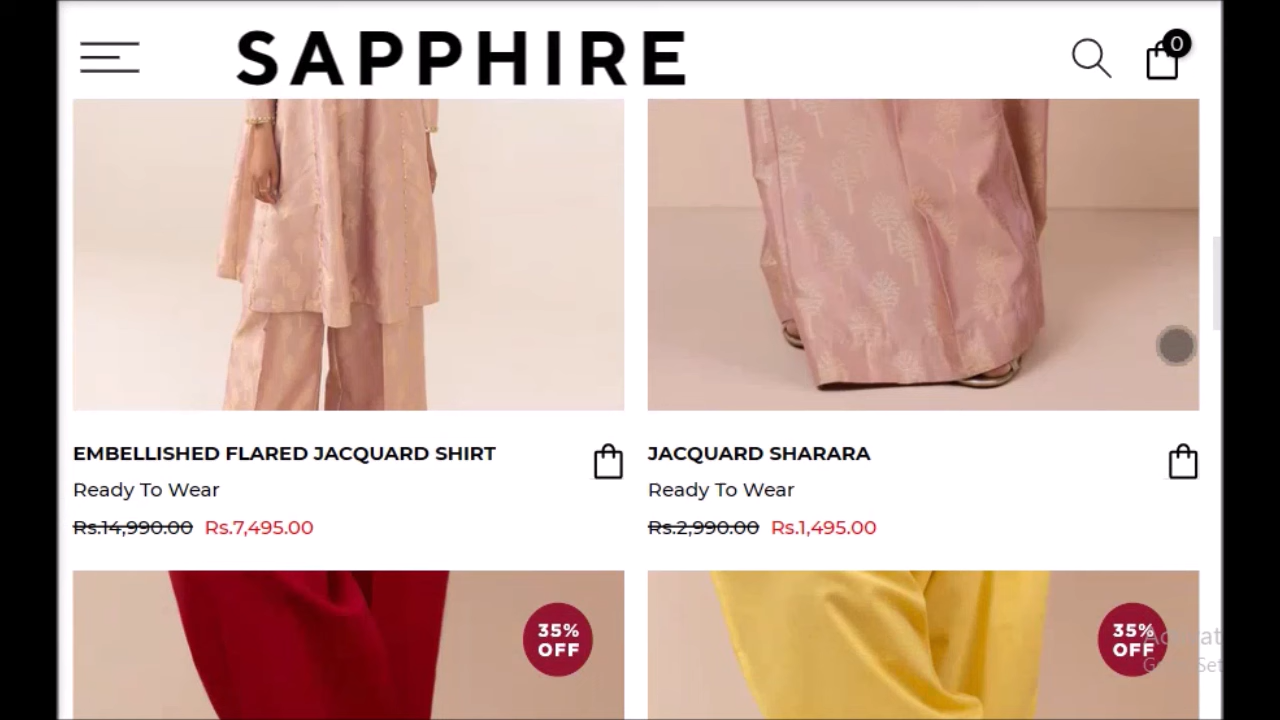 SAPPHIRE
0
EMBELLISHED FLARED JACQUARD SHIRT
Ready To Wear
Rs.14,990.00 Rs.7,495.00
JACQUARD SHARARA
Ready To Wear
Rs.2,990.00 Rs.1,495.00
35%
OFF
35%
OFF